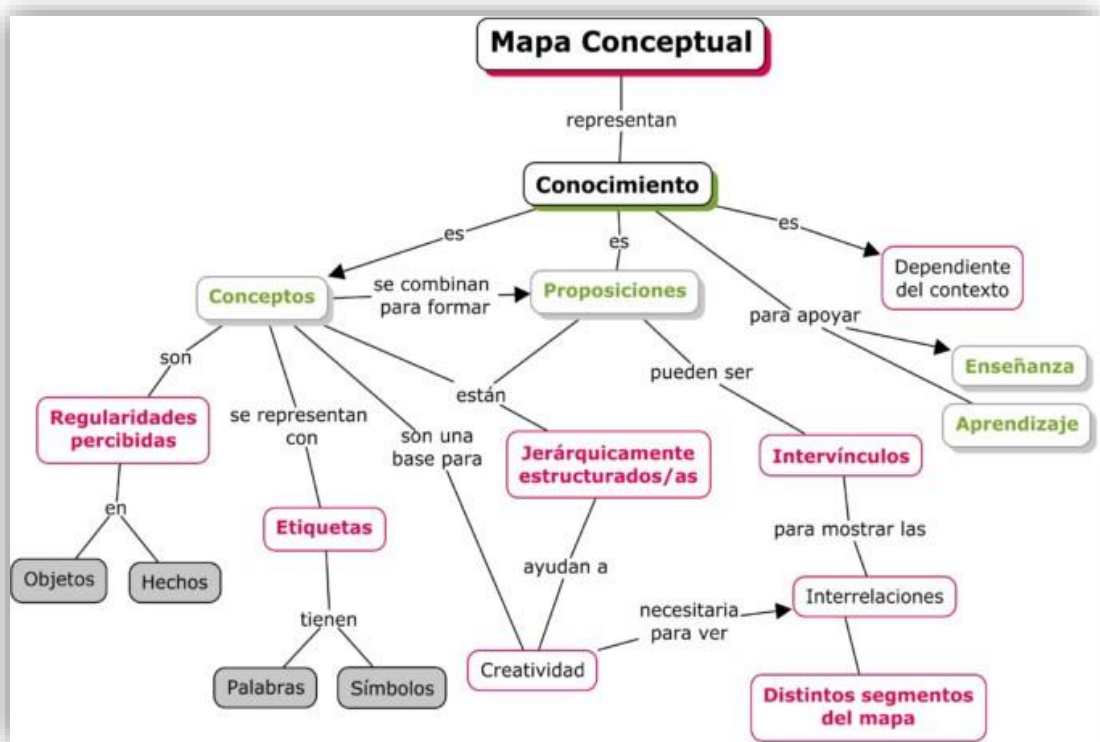 Mapa Conceptual
representan
Conocimiento
es
es
es
Dependiente
del contexto
Conceptos
se combinan
para formar
Proposiciones
para apoyar
Enseñanza
Aprendizaje
son
se representan
con
son una
base para
están
pueden ser
Regularidades
percibidas
Jerárquicamente
estructurados/as
Intervínculos
en
Objetos
Hechos
Etiquetas
para mostrar las
ayudan a
Interrelaciones
necesitaria
para ver
tienen
Palabras
Símbolos
Creatividad
Distintos segmentos
del mapa